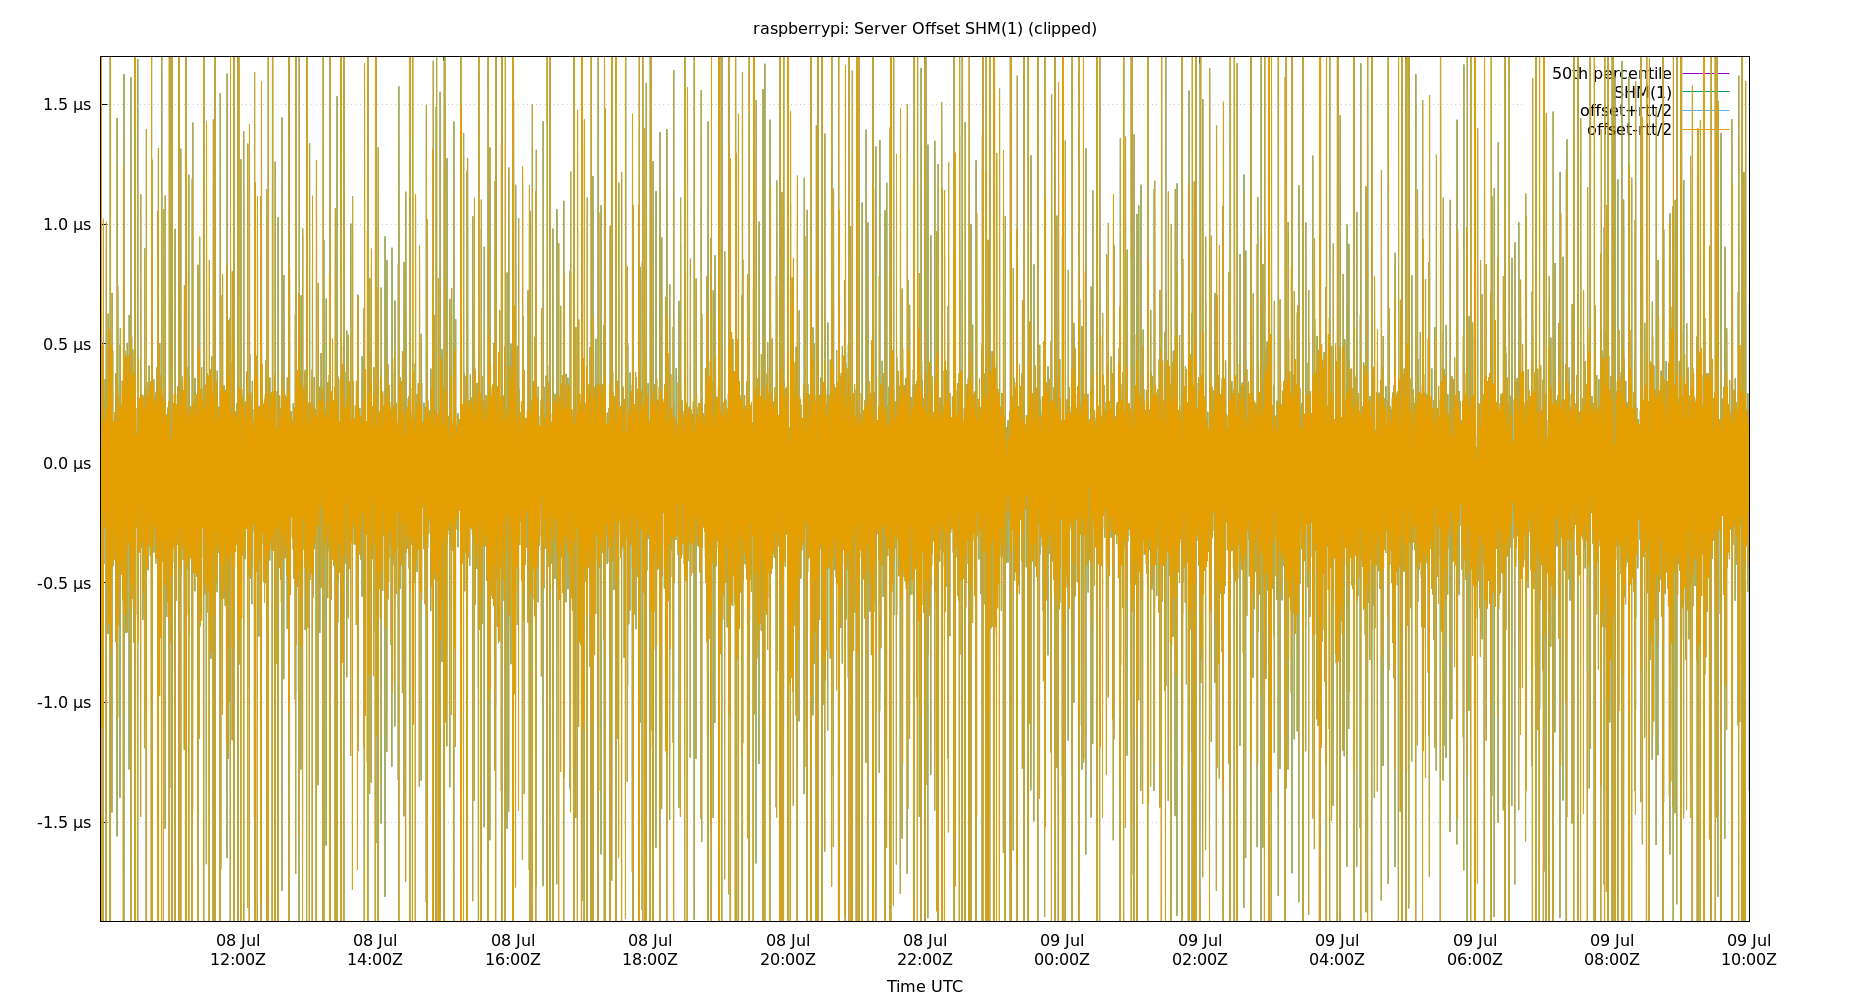 raspberrypi: Server Offset SHM(1) (clipped)
50th percentile
SHM(1)
offset+rtt/2
offset-rtt/2
1.5 µs
1.0 µs
0.5 µs
0.0 µs
-0.5 µs
-1.0 µs
-1.5 µs
08 Jul 08 Jul 08 Jul 08 Jul 08 Jul 08 Jul 09 Jul 09 Jul 09 Jul 09 Jul 09 Jul 09 Jul
12:00Z 14:00Z 16:00Z 18:00Z 20:00Z 22:00Z 00:00Z 02:00Z 04:00Z 06:00Z 08:00Z 10:00Z
Time UTC